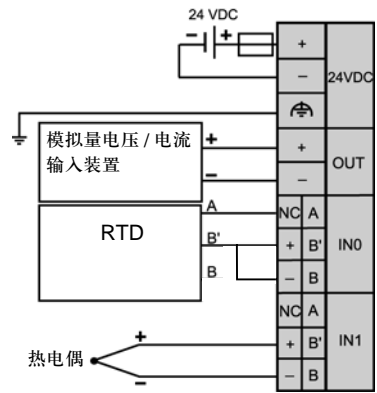 24 VDC
− + +
− 24VDC
模拟量电压 / 电流
输入装置
+ +
− − OUT
RTD
A NC A
B' + B' IN0
B − B
NC A
热电偶
+ + B' IN1
− − B